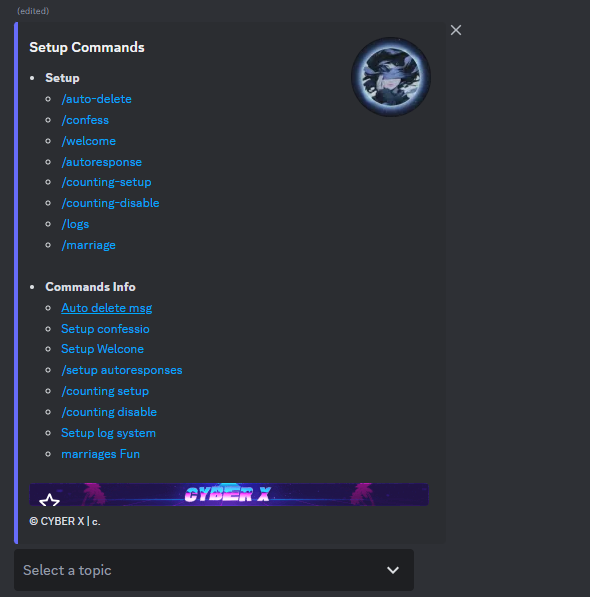 (edited)
Setup Commands
Setup
/auto-delete
/confess
/welcome
/autoresponse
/counting-setup
/counting-disable
/logs
/marriage
Commands Info
Auto delete msg
Setup confessio
Setup Welcone
/setup autoresponses
/counting setup
/counting disable
Setup log system
marriages Fun
CYBER X
© CYBER X | c.
Select a topic